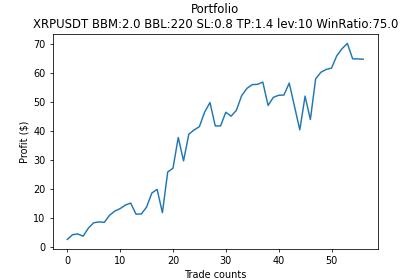 Portfolio
XRPUSDT BBM:2.0 BBL:220 SL:0.8 TP:1.4 lev:10 WinRatio:75.0
70
60
50
40
30
20
10
0
Profit ($)
0 10 20 30 40 50
Trade counts